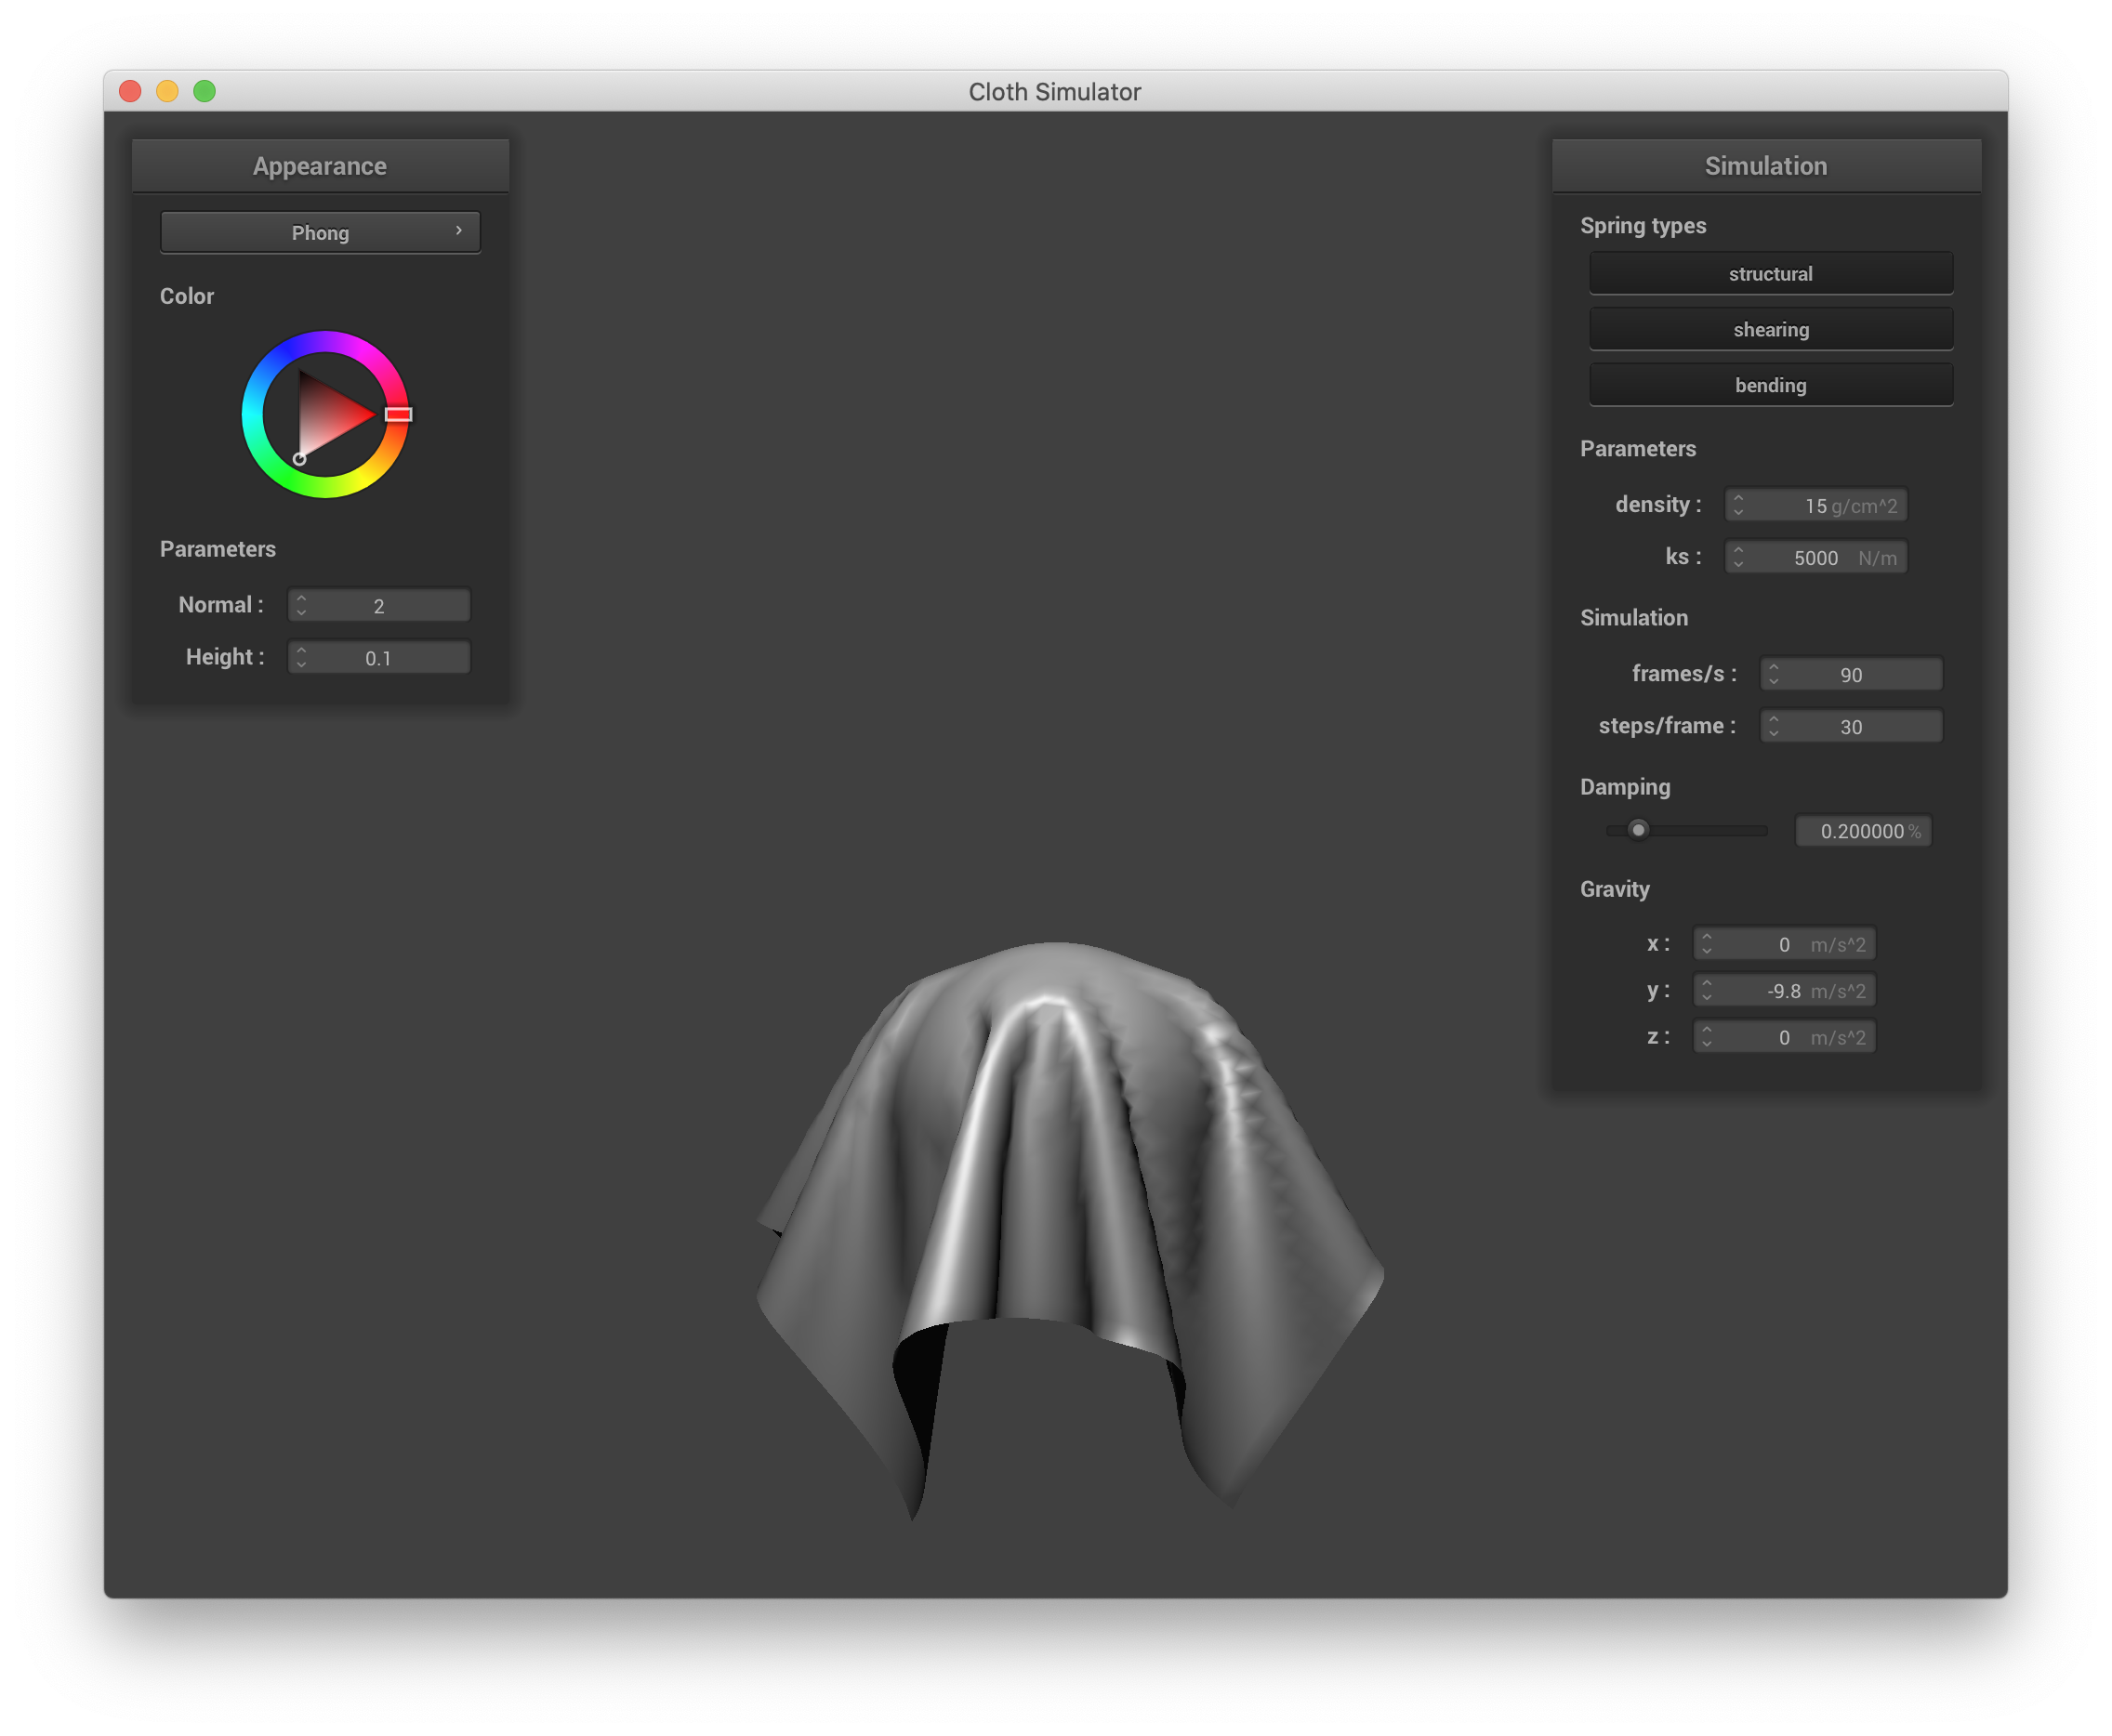 Cloth Simulator
Appearance
Phong
Color
Parameters
Normal : 2
Height : 0.1
Simulation
Spring types
structural
shearing
bending
Parameters
density : 15 g/cm^2
ks : 5000 N/m
Simulation
frames/s : 90
steps/frame : 30
Damping
0.200000 %
Gravity
x : 0 m/s^2
y : -9.8 m/s^2
z : 0 m/s^2